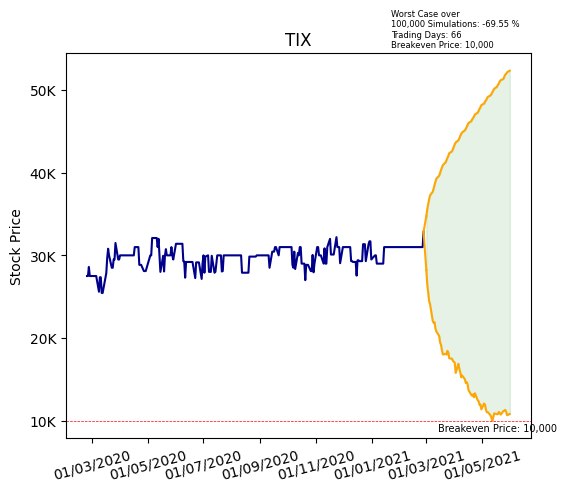 Worst Case over
100,000 Simulations: -69.55 %
Trading Days: 66
Breakeven Price: 10,000
TIX
Stock Price
50K
40K
30K
20K
10K
Breakeven Price: 10,000
01/03/2020
01/05/2020
01/07/2020
01/09/2020
01/11/2020
01/01/2021
01/03/2021
01/05/2021